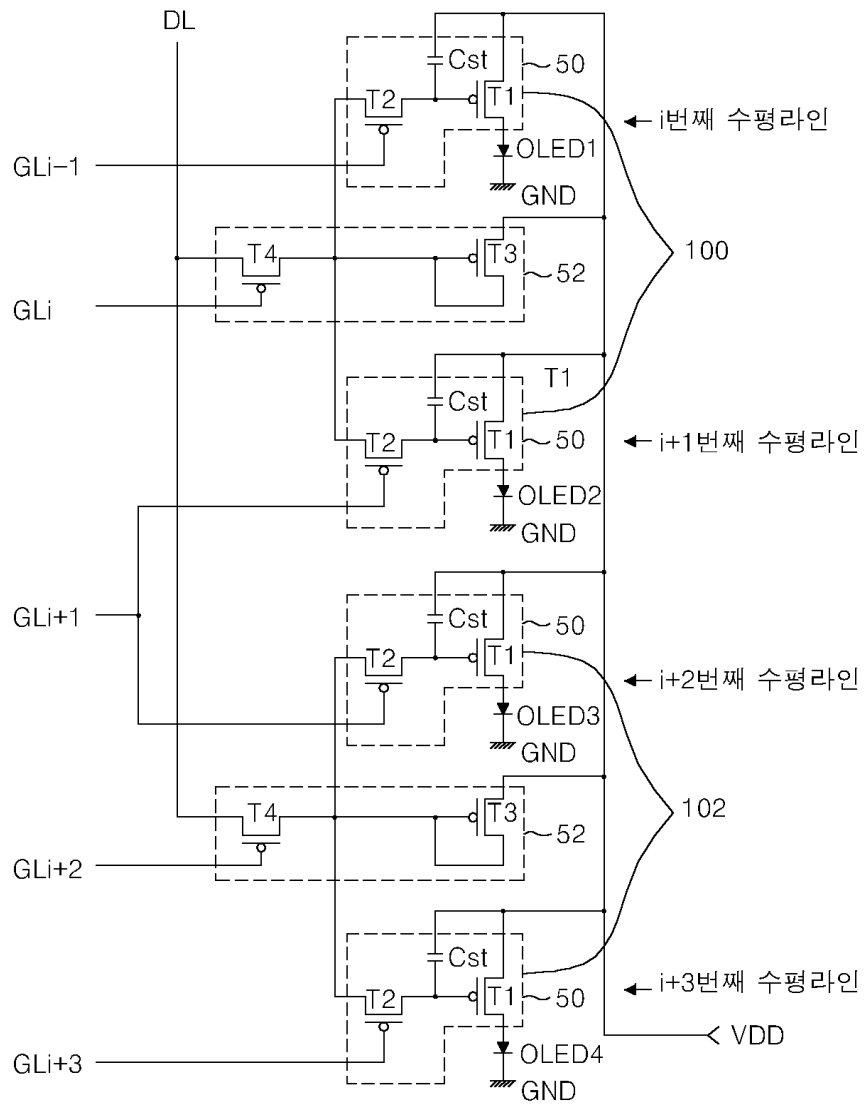 DL
Cst
50
T2
T1
i번째 수평라인
OLED1
GLi-1
GND
T4
T3
100
52
GLi
T1
Cst
T2
T1
50
i+1번째 수평라인
OLED2
GND
GLi+1
Cst
50
T2
T1
i+2번째 수평라인
OLED3
GND
T4
T3
102
52
GLi+2
Cst
T2
T1
50
i+3번째 수평라인
VDD
OLED4
GLi+3
GND